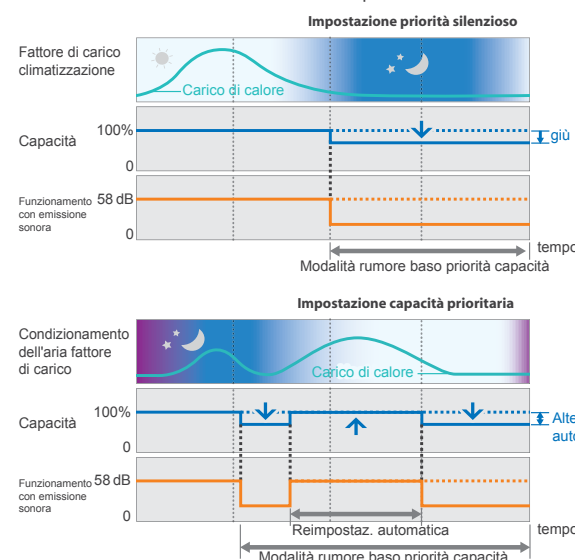 Impostazione priorità silenzioso
Fattore di carico
climatizzazione
Carico di calore
Capacità
100%
0
giù
Funzionamento
con emissione
sonora
58 dB
0
tempo
Modalità rumore baso priorità capacità
Impostazione capacità prioritaria
Condizionamento
dell'aria fattore
di carico
Carico di calore
Capacità
100%
0
Funzionamento
con emissione
sonora
58 dB
0
Reimpostaz. automatica
tempo
Modalità rumore baso priorità capacità